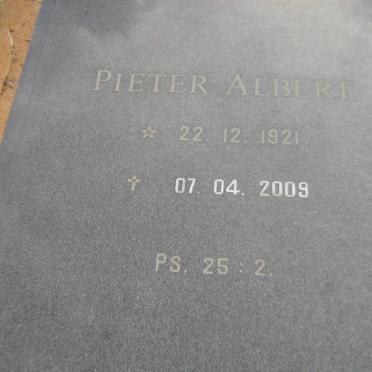 PIETER ALBERT
☆ 22. 12. 1921
† 07. 04. 2009
PS. 25 : 2.